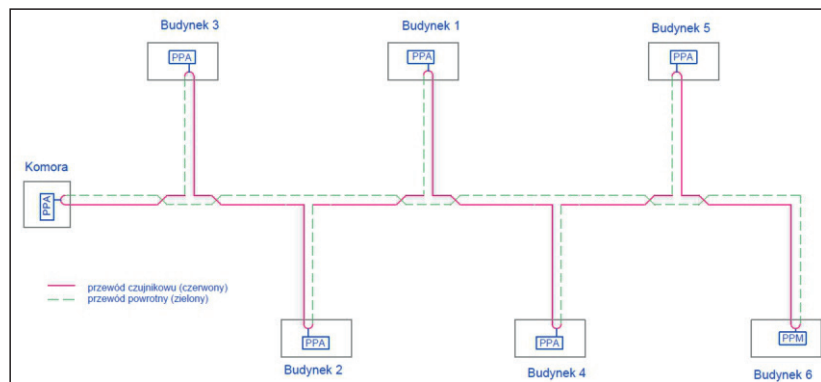 Budynek 3
Budynek 1
Budynek 5
PPA
PPA
PPA
Komora
PPA
przewód czujnikowu (czerwony)
przewód powrotny (zielony)
PPA
PPA
PPM
Budynek 2
Budynek 4
Budynek 6